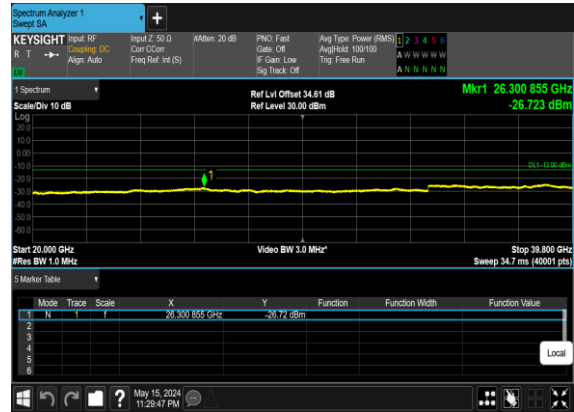 Spectrum Analyzer 1
Swept SA
+
KEYSIGHT Input: RF Input Z: 50 Ω #Atten: 20 dB PNO: Fast Avg Type: Power (RMS) 1 2 3 4 5 6
R T Coupling: DC Corr CCorr Gate: Off Avg|Hold: 100/100 A W W W W W
Align: Auto Freq Ref: Int (S) IF Gain: Low Trig: Free Run
Sig Track: Off A N N N N N
1 Spectrum Ref Lvl Offset 34.61 dB Mkr1 26.300 855 GHz
Scale/Div 10 dB Ref Level 30.00 dBm -26.723 dBm
Log
20.0
10.0
0.00
-10.0 DL1 -13.00 dBm
-20.0 1
-30.0
-40.0
-50.0
-60.0
Start 20.000 GHz Video BW 3.0 MHz* Stop 39.800 GHz
#Res BW 1.0 MHz Sweep 34.7 ms (40001 pts)
5 Marker Table
Mode Trace Scale X Y Function Function Width Function Value
1 N 1 f 26.300 855 GHz -26.72 dBm
2
3
4
5
6
Local
? May 15, 2024
11:29:47 PM